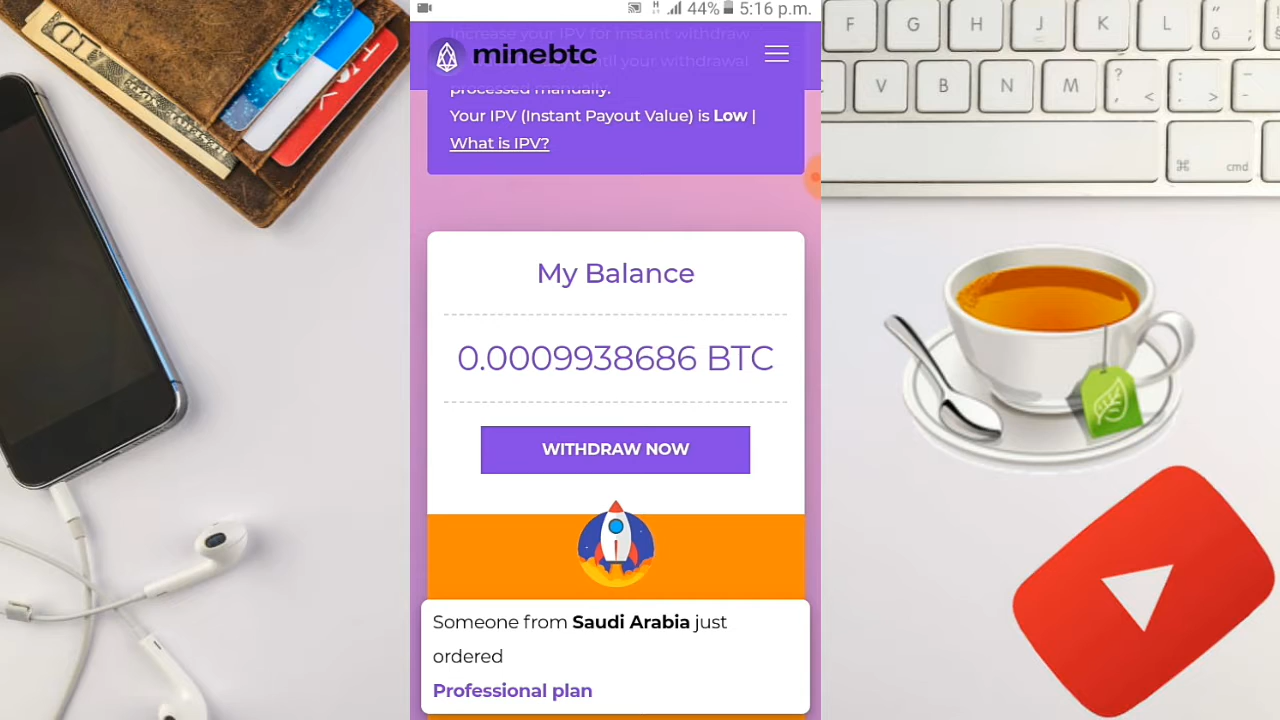 H 44% 5:16 p.m.
Increase your IPV for instant withdraw
minebtc
until your withdrawal
processed manually.
Your IPV (Instant Payout Value) is Low |
What is IPV?
My Balance
0.0009938686 BTC
WITHDRAW NOW
Someone from Saudi Arabia just
ordered
Professional plan
F G H J K L
V B N M
cmd